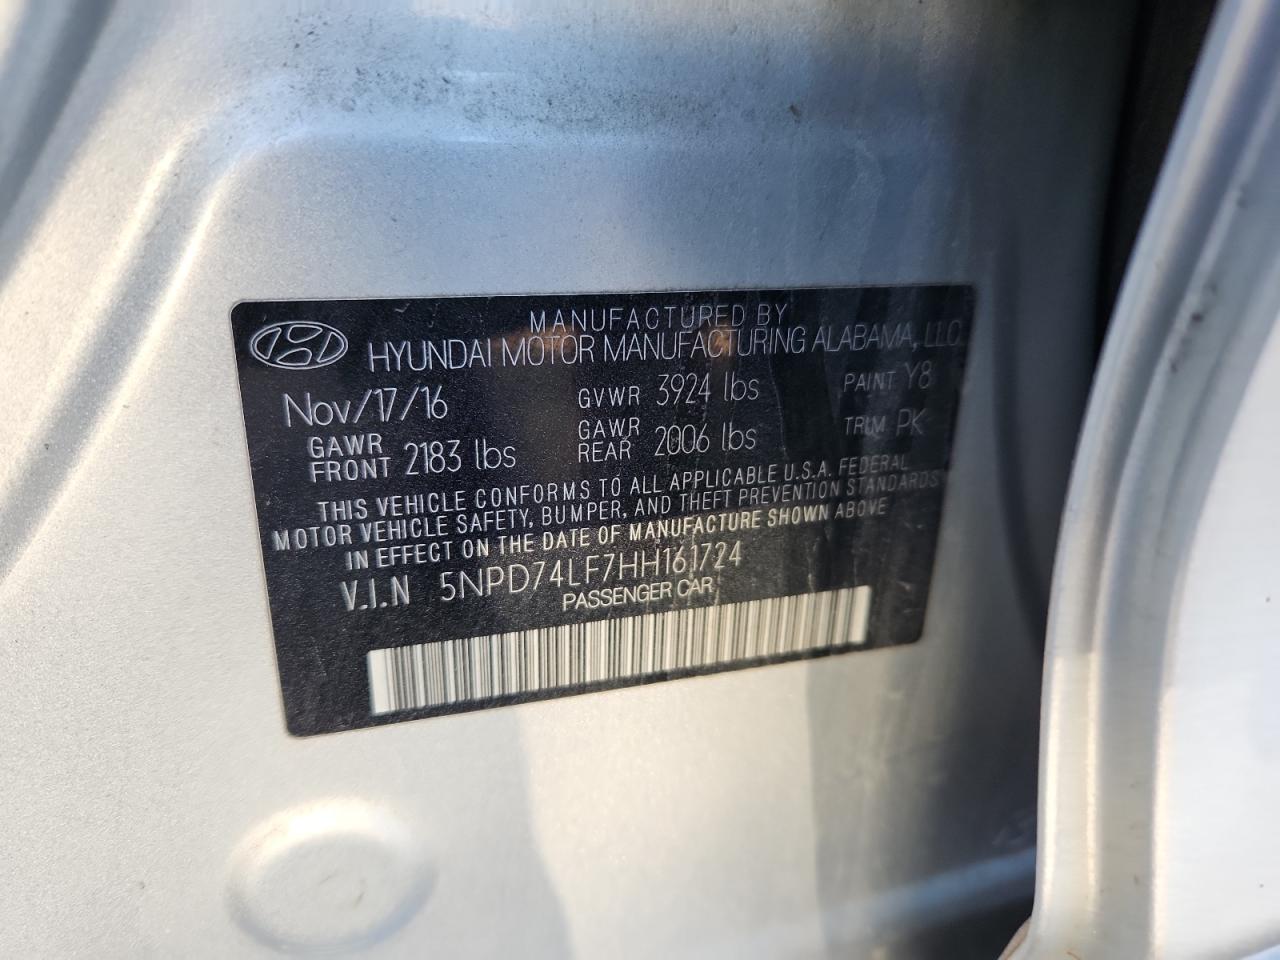 MANUFACTURED BY
HYUNDAI MOTOR MANUFACTURING ALABAMA, LLC
Nov/17/16 GVWR 3924 lbs PAINT Y8
GAWR FRONT 2183 lbs GAWR REAR 2006 lbs TRIM PK
THIS VEHICLE CONFORMS TO ALL APPLICABLE U.S.A. FEDERAL
MOTOR VEHICLE SAFETY, BUMPER, AND THEFT PREVENTION STANDARDS
IN EFFECT ON THE DATE OF MANUFACTURE SHOWN ABOVE
V.I.N 5NPD74LF7HH161724
PASSENGER CAR